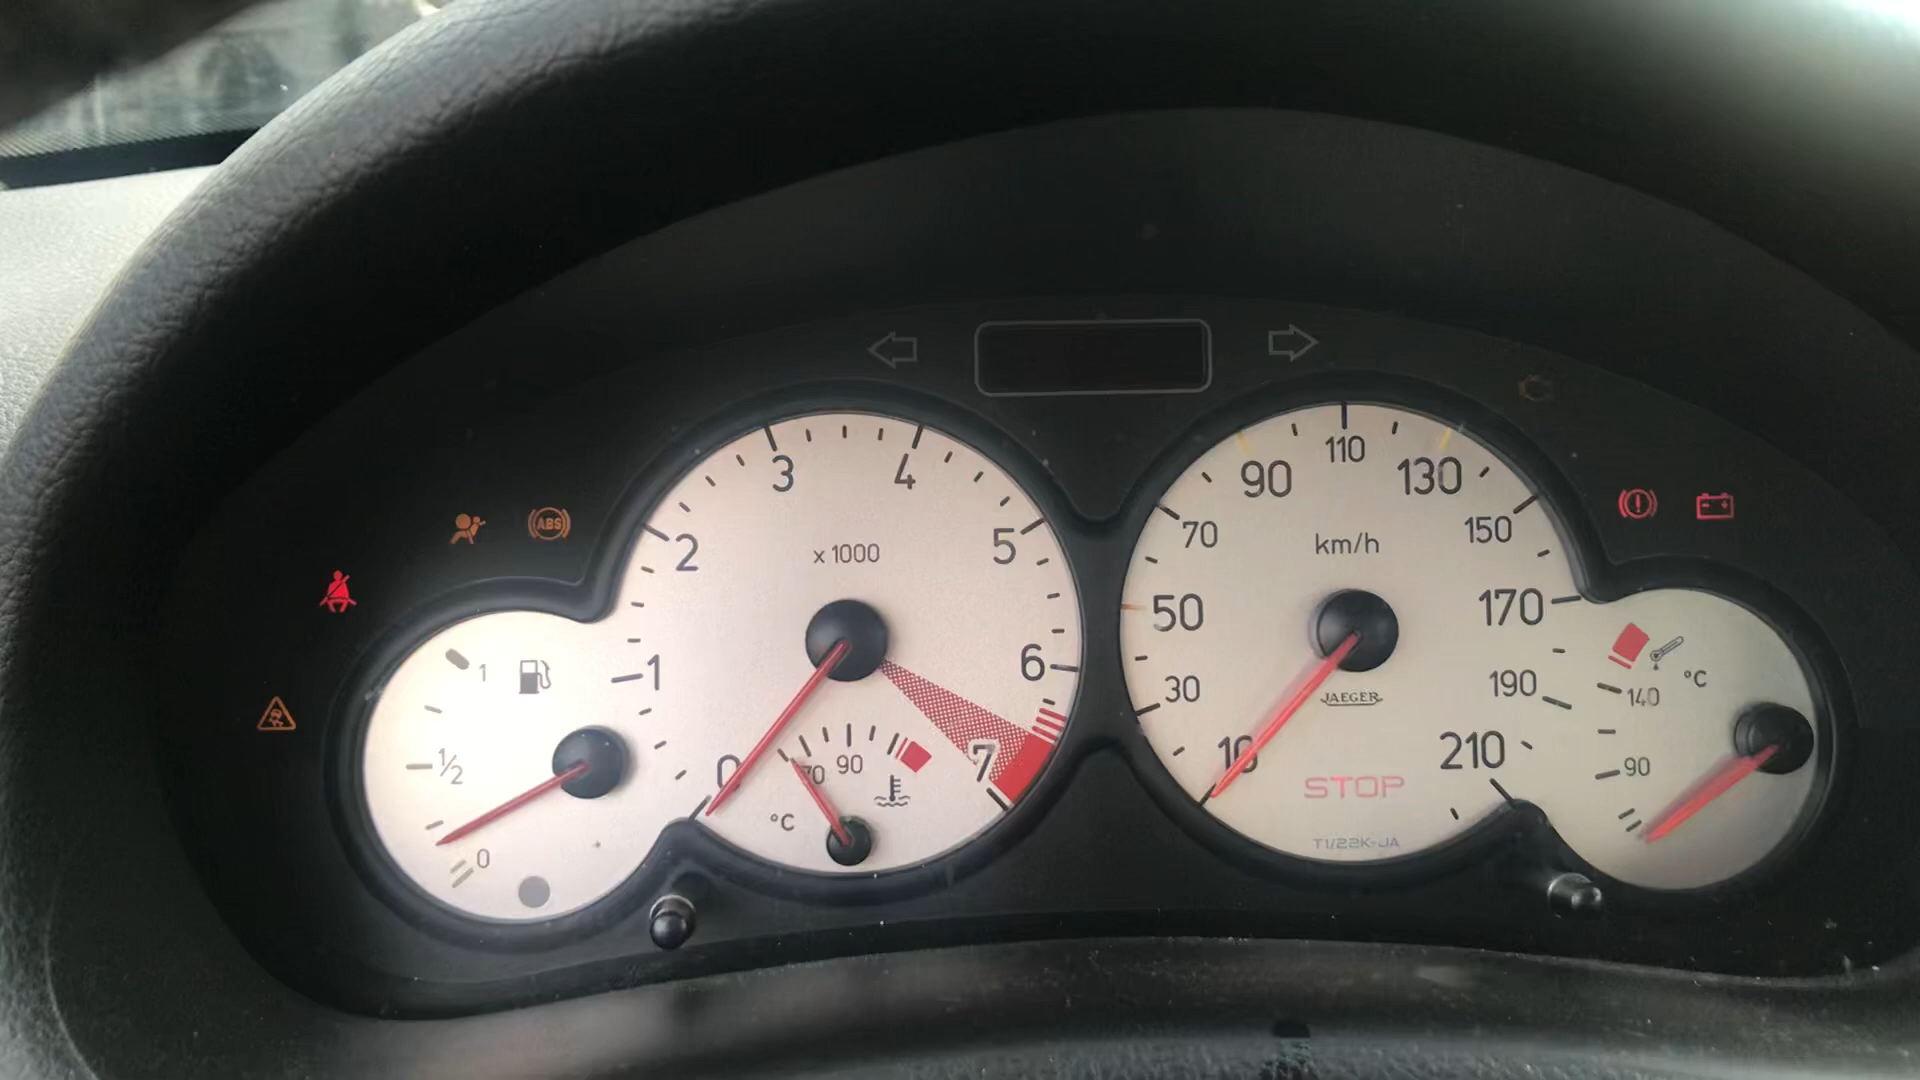 3 4
90 110 130
ABS
2 x 1000 5
70 km/h 150
50 170
1
1 6
30 JAEGER 190 140 °C
½
0 70 90 7
10 STOP 210 90
°C
0
T1/22K-JA